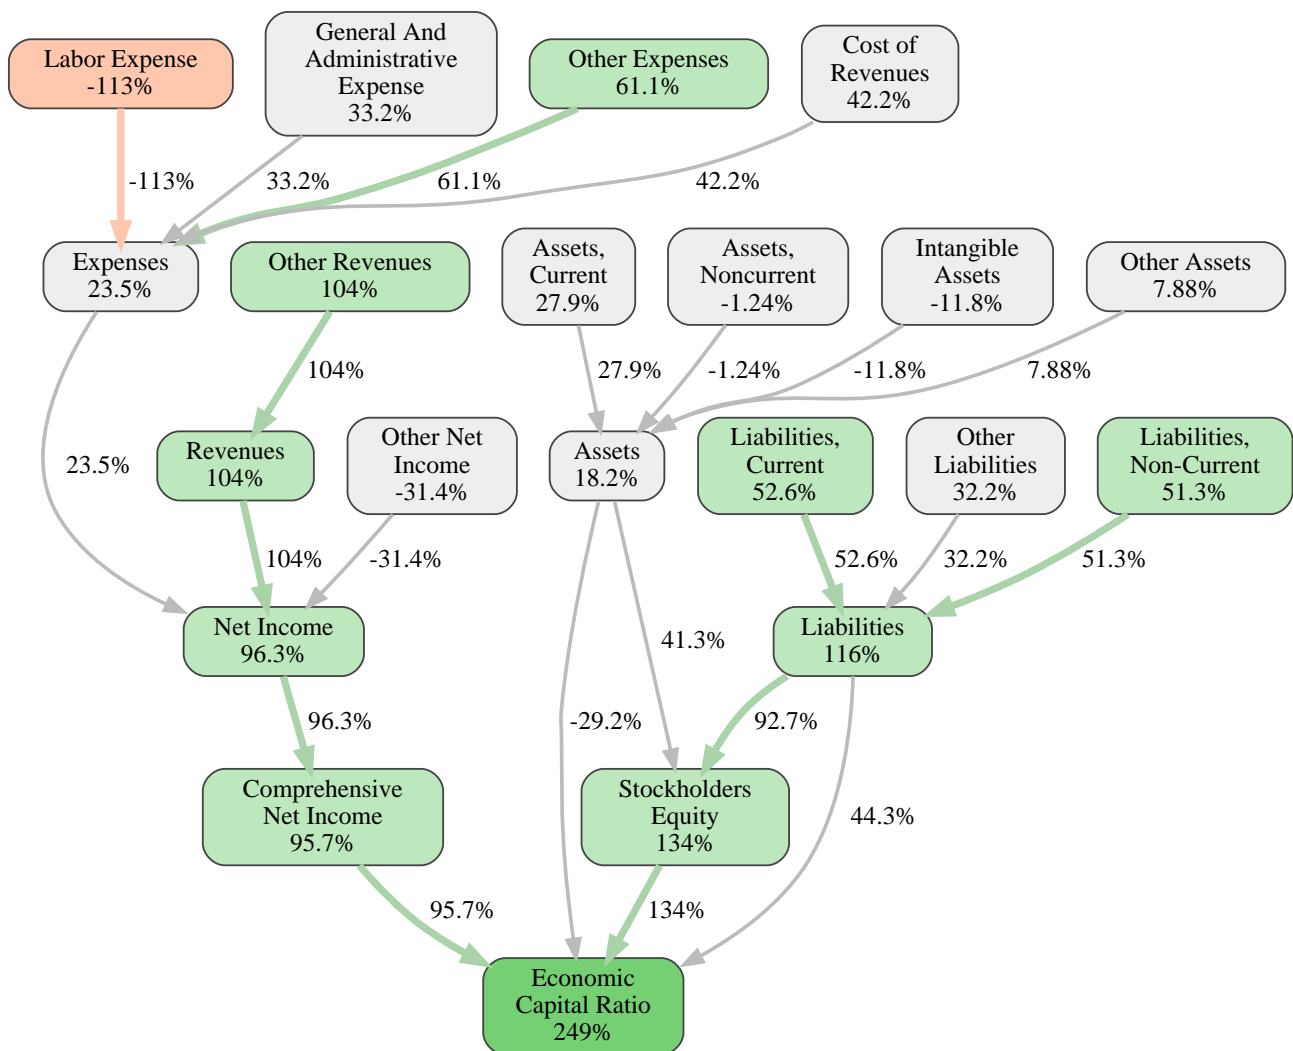 Labor Expense
-113%
General And
Administrative
Expense
33.2%
Other Expenses
61.1%
Cost of
Revenues
42.2%
-113%
33.2%
61.1%
42.2%
Expenses
23.5%
Other Revenues
104%
Assets,
Current
27.9%
Assets,
Noncurrent
-1.24%
Intangible
Assets
-11.8%
Other Assets
7.88%
104%
27.9%
-1.24%
-11.8%
7.88%
23.5%
Revenues
104%
Other Net
Income
-31.4%
Assets
18.2%
Liabilities,
Current
52.6%
Other
Liabilities
32.2%
Liabilities,
Non-Current
51.3%
104%
-31.4%
52.6%
32.2%
51.3%
Net Income
96.3%
41.3%
Liabilities
116%
96.3%
-29.2%
92.7%
Comprehensive
Net Income
95.7%
Stockholders
Equity
134%
44.3%
95.7%
134%
Economic
Capital Ratio
249%